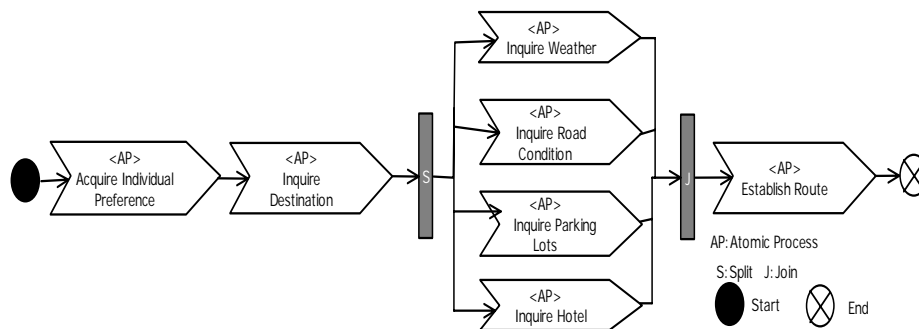 <AP>
Inquire Weather
<AP>
Inquire Road
Condition
<AP>
Acquire Individual
Preference
<AP>
Inquire
Destination
S
<AP>
Inquire Parking
Lots
<AP>
Inquire Hotel
J
<AP>
Establish Route
AP: Atomic Process
S: Split J: Join
Start
End